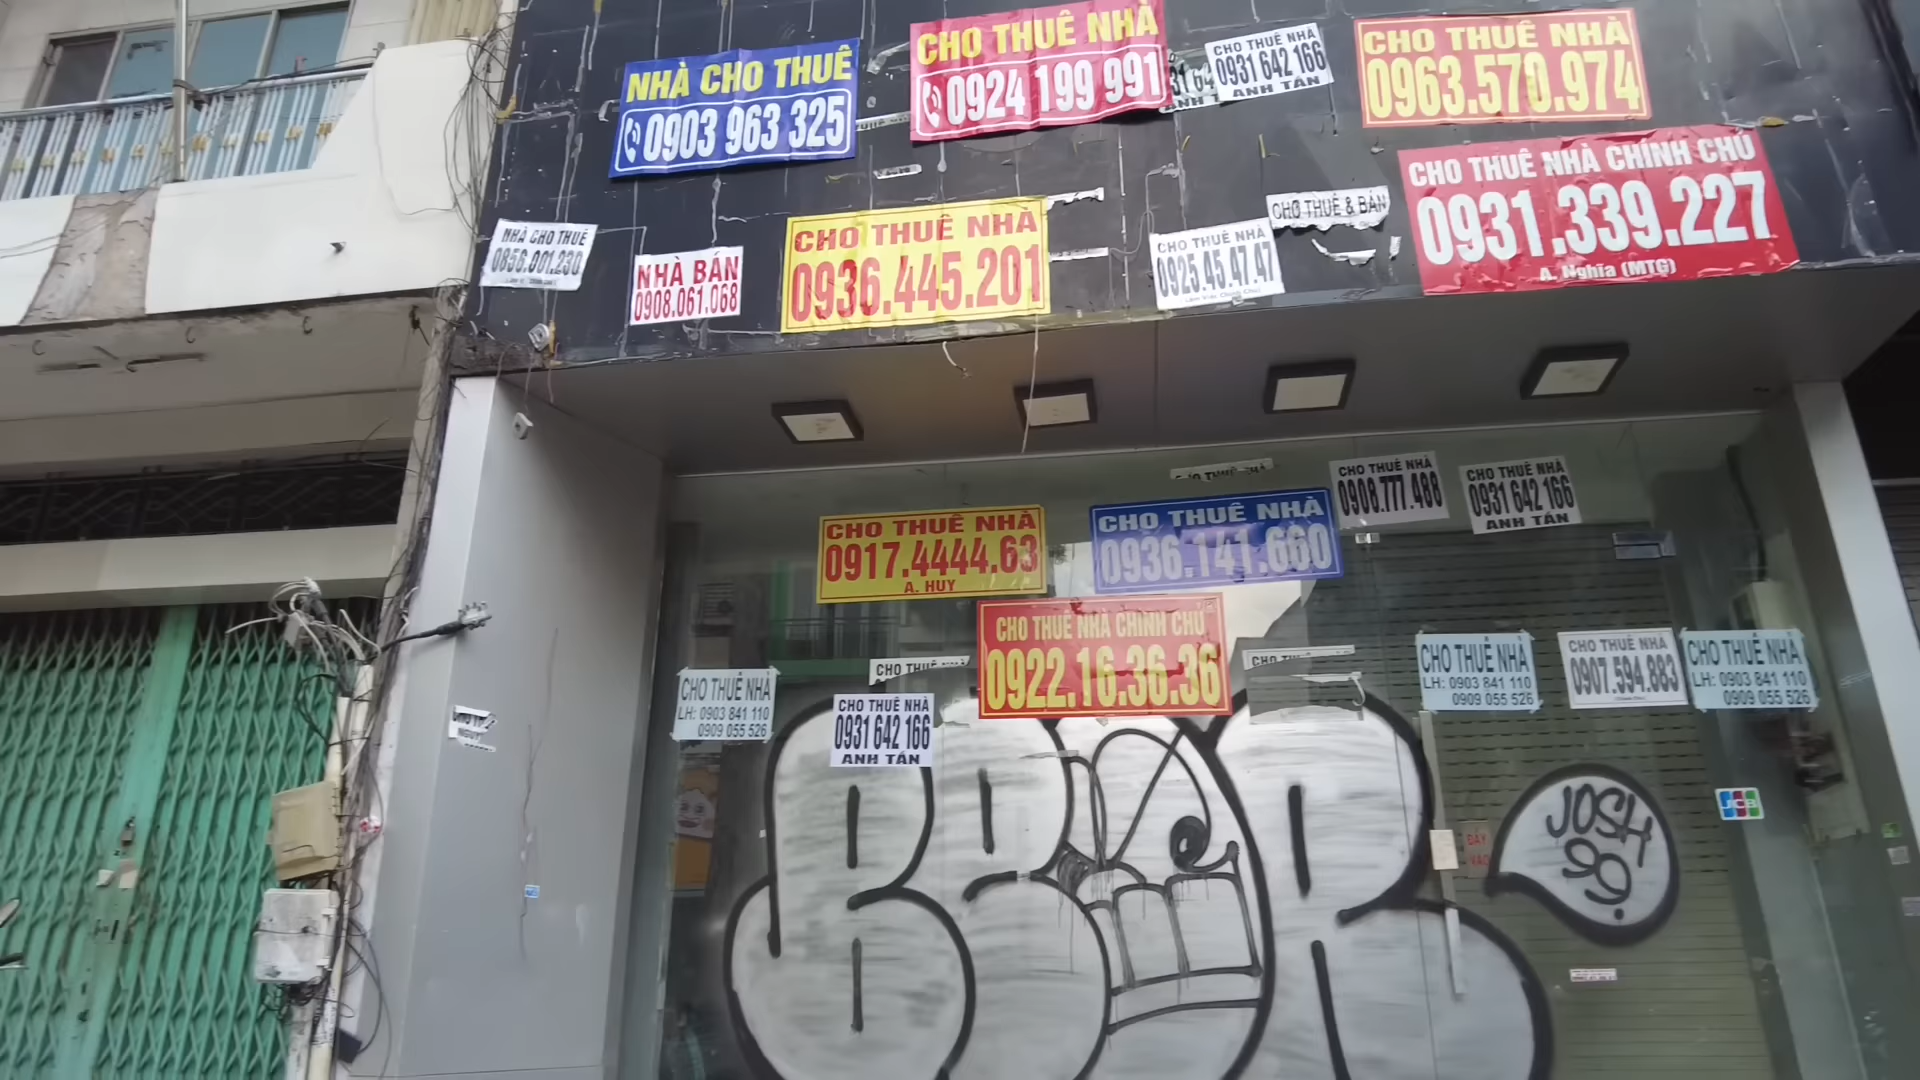 NHÀ CHO THUÊ
0903 963 325
CHO THUÊ NHÀ
0924 199 991
CHO THUÊ NHÀ
0931 642 166
ANH TÁN
CHO THUÊ NHÀ
0963.570.974
CHO THUÊ NHÀ CHÍNH CHỦ
0931.339.227
A. Nghĩa (MTG)
NHÀ CHO THUÊ
0856.001.230
NHÀ BÁN
0908.061.068
CHO THUÊ NHÀ
0936.445.201
CHO THUÊ NHÀ
0925.45.47.47
CHO THUÊ & BÁN
CHO THUÊ NHÀ
0917.4444.63
A. HUY
CHO THUÊ NHÀ
0936.141.660
CHO THUÊ NHÀ
0908.777.488
CHO THUÊ NHÀ
0931 642 166
ANH TÁN
CHO THUÊ NHÀ CHÍNH CHỦ
0922.16.36.36
CHO THUÊ NHÀ
LH: 0903 841 110
0909 055 526
CHO THUÊ NHÀ
0931 642 166
ANH TÁN
CHO THUÊ NHÀ
LH: 0903 841 110
0909 055 526
CHO THUÊ NHÀ
0907.594.883
CHO THUÊ NHÀ
LH: 0903 841 110
0909 055 526
JCB
ĐẨY
VÀO
JOSH
99